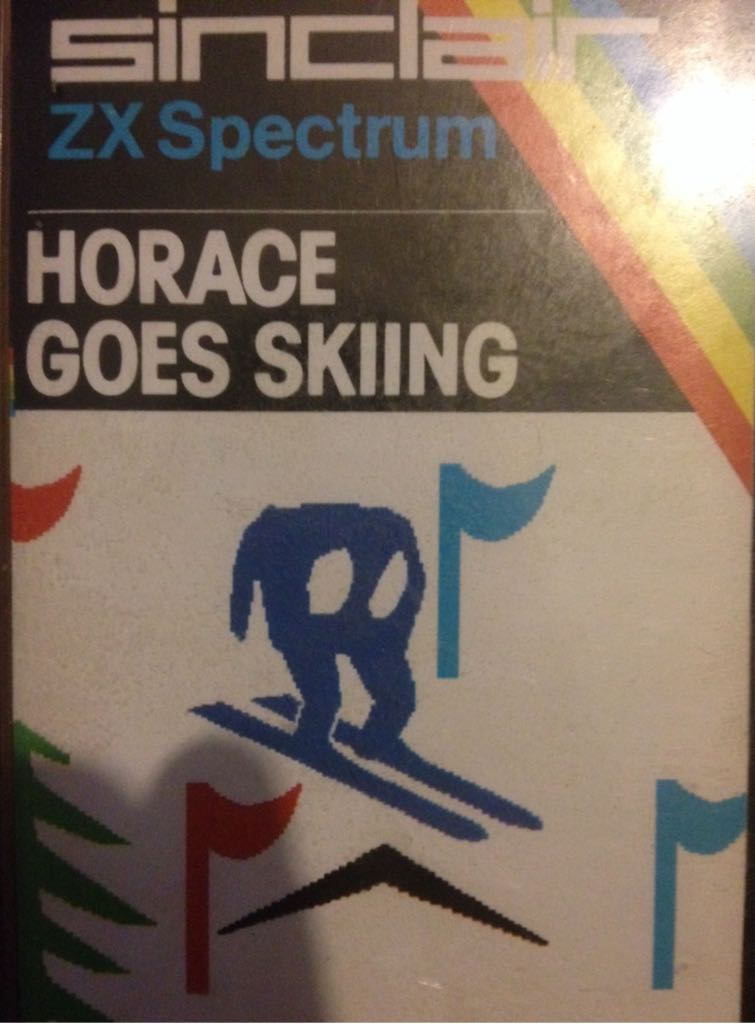 sinclair
ZX Spectrum
HORACE
GOES SKIING